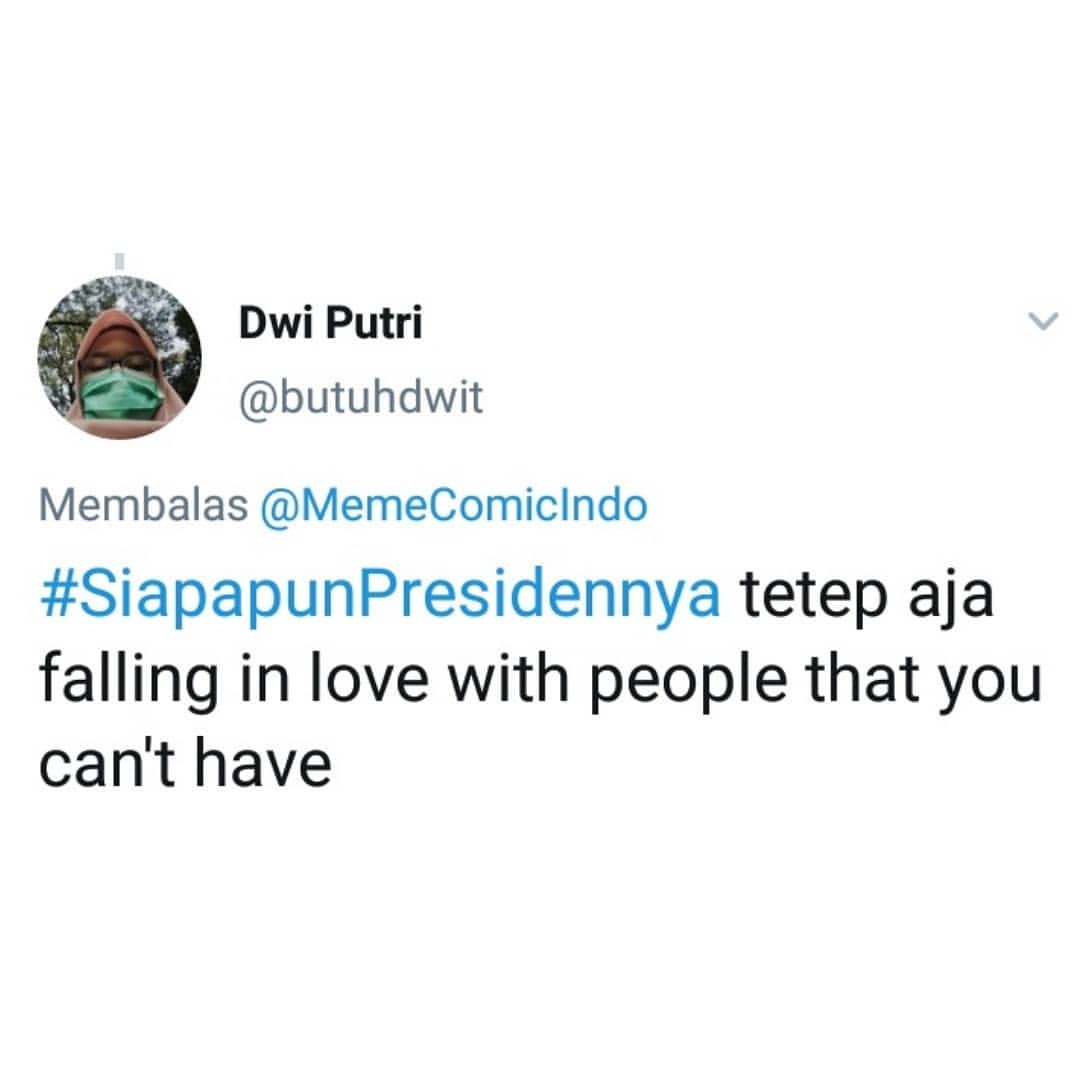 Dwi Putri
@butuhdwit
Membalas @MemeComicIndo
#SiapapunPresidennya tetep aja
falling in love with people that you
can't have